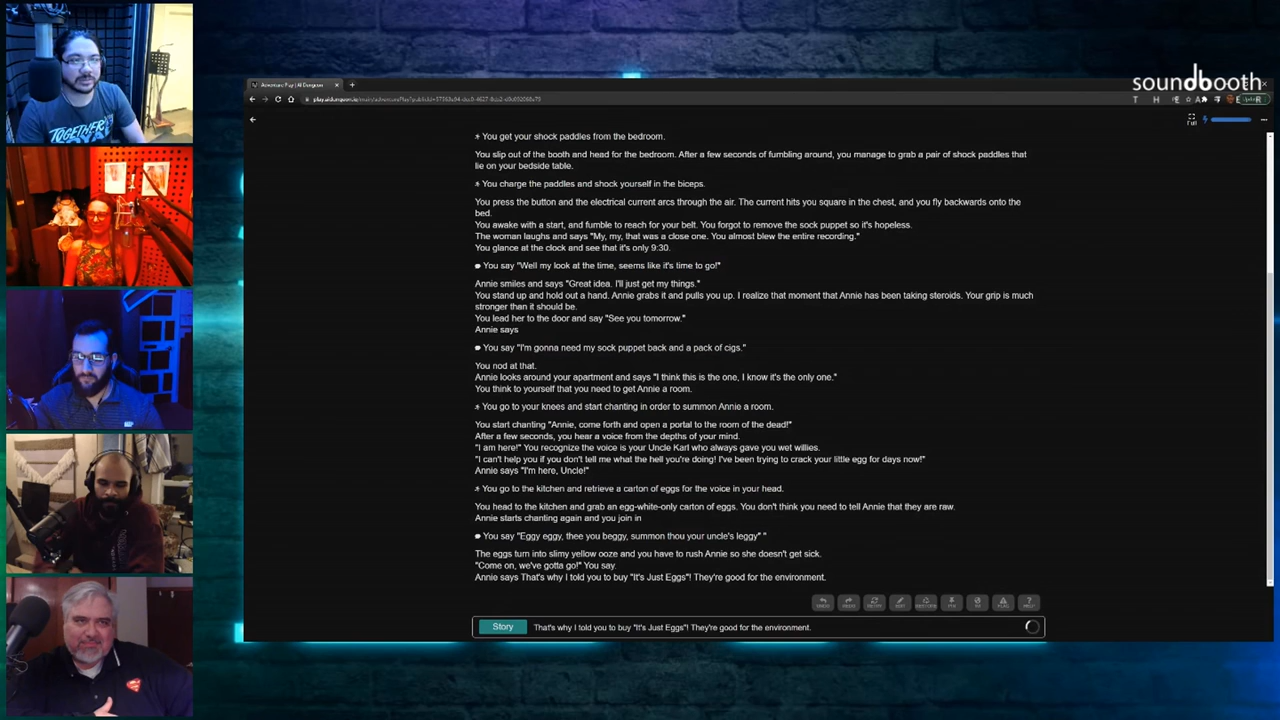 soundbooth
T H E
Adventure Play | AI Dungeon
You get your shock paddles from the bedroom.
You slip out of the booth and head for the bedroom. After a few seconds of fumbling around, you manage to grab a pair of shock paddles that
lie on your bedside table.
You charge the paddles and shock yourself in the biceps.
You press the button and the electrical current arcs through the air. The current hits you square in the chest, and you fly backwards onto the
bed.
You awake with a start, and fumble to reach for your belt. You forgot to remove the sock puppet so it's hopeless.
The woman laughs and says "My, my, that was a close one. You almost blew the entire recording."
You glance at the clock and see that it's only 9:30.
You say "Well my look at the time, seems like it's time to go!"
Annie smiles and says "Great idea. I'll just get my things."
You stand up and hold out a hand. Annie grabs it and pulls you up. I realize that moment that Annie has been taking steroids. Your grip is much
stronger than it should be.
You lead her to the door and say "See you tomorrow."
Annie says
You say "I'm gonna need my sock puppet back and a pack of cigs."
You nod at that.
Annie looks around your apartment and says "I think this is the one, I know it's the only one."
You think to yourself that you need to get Annie a room.
You go to your knees and start chanting in order to summon Annie a room.
You start chanting "Annie, come forth and open a portal to the room of the dead!"
After a few seconds, you hear a voice from the depths of your mind.
"I am here!" You recognize the voice is your Uncle Karl who always gave you wet willies.
"I can't help you if you don't tell me what the hell you're doing! I've been trying to crack your little egg for days now!"
Annie says "I'm here, Uncle!"
You go to the kitchen and retrieve a carton of eggs for the voice in your head.
You head to the kitchen and grab an egg-white-only carton of eggs. You don't think you need to tell Annie that they are raw.
Annie starts chanting again and you join in
You say "Eggy eggy, thee you beggy, summon thou your uncle's leggy" "
The eggs turn into slimy yellow ooze and you have to rush Annie so she doesn't get sick.
"Come on, we've gotta go!" You say.
Annie says That's why I told you to buy "It's Just Eggs"! They're good for the environment.
UNDO REDO RETRY EDIT
PIN
FLAG HELP
Story That's why I told you to buy "It's Just Eggs"! They're good for the environment.
TOGETHER